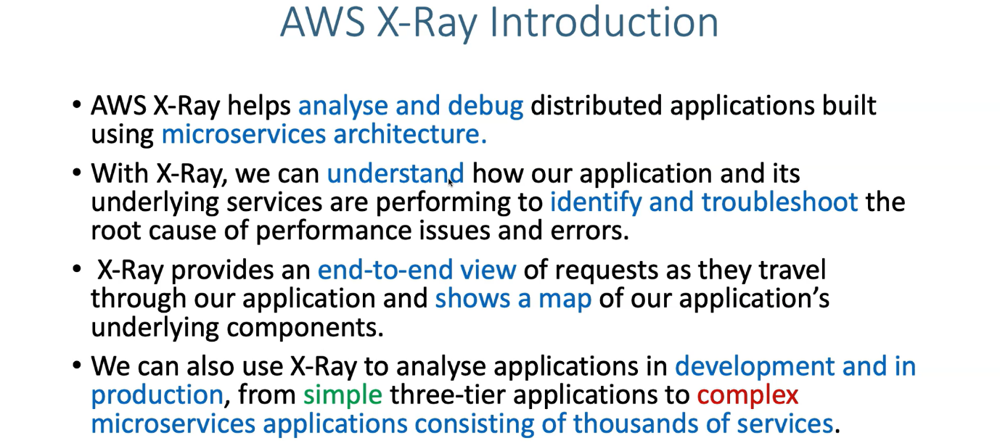 AWS X-Ray Introduction
• AWS X-Ray helps analyse and debug distributed applications built
using microservices architecture.
• With X-Ray, we can understand how our application and its
underlying services are performing to identify and troubleshoot the
root cause of performance issues and errors.
• X-Ray provides an end-to-end view of requests as they travel
through our application and shows a map of our application’s
underlying components.
• We can also use X-Ray to analyse applications in development and in
production, from simple three-tier applications to complex
microservices applications consisting of thousands of services.